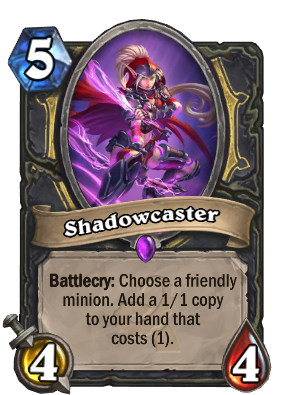 5
Shadowcaster
Battlecry: Choose a friendly
minion. Add a 1/1 copy
to your hand that
costs (1).
4
4